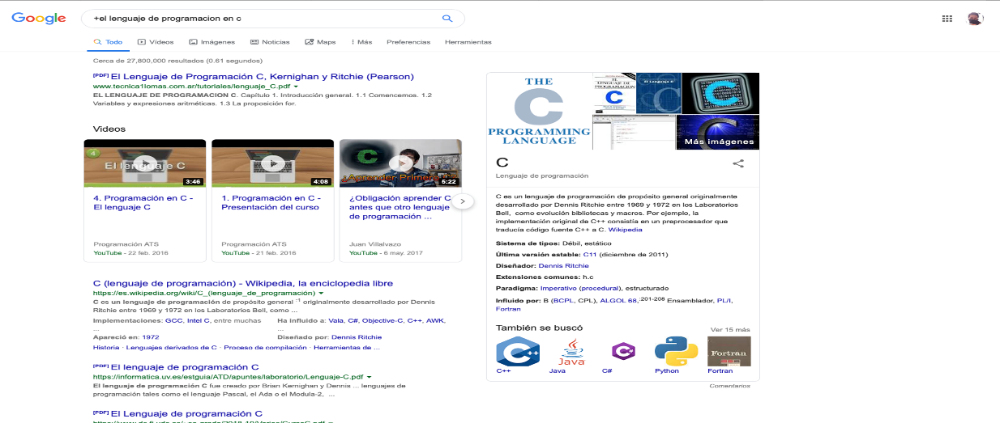 Google
+el lenguaje de programacion en c
Todo Vídeos Imágenes Noticias Maps Más Preferencias Herramientas
Cerca de 27,800,000 resultados (0.61 segundos)
[PDF] El Lenguaje de Programación C, Kernighan y Ritchie (Pearson)
www.tecnica1lomas.com.ar/tutoriales/lenguaje_C.pdf
EL LENGUAJE DE PROGRAMACION C. Capítulo 1. Introducción general. 1.1 Comencemos. 1.2
Variables y expresiones aritméticas. 1.3 La proposición for.
Videos
4
El lenguaje C
3:46
4:08
C
¿Aprender Primero
5:22
4. Programación en C -
El lenguaje C
Programación ATS
YouTube - 22 feb. 2016
1. Programación en C -
Presentación del curso
Programación ATS
YouTube - 21 feb. 2016
¿Obligación aprender C
antes que otro lenguaje
de programación ...
Juan Villalvazo
YouTube - 6 may. 2017
C (lenguaje de programación) - Wikipedia, la enciclopedia libre
https://es.wikipedia.org/wiki/C_(lenguaje_de_programación)
C es un lenguaje de programación de propósito general :1 originalmente desarrollado por Dennis
Ritchie entre 1969 y 1972 en los Laboratorios Bell, como ...
Implementaciones: GCC, Intel C, entre muchas
...
Ha influido a: Vala, C#, Objective-C, C++, AWK,
...
Apareció en: 1972
Diseñado por: Dennis Ritchie
Historia · Lenguajes derivados de C · Proceso de compilación · Herramientas de ...
[PDF] El lenguaje de programación C
https://informatica.uv.es/estguia/ATD/apuntes/laboratorio/Lenguaje-C.pdf
El lenguaje de programación C fue creado por Brian Kernighan y Dennis ... lenguajes de
programación tales como el lenguaje Pascal, el Ada o el Modula-2, ...
[PDF] El Lenguaje de programación C
THE
C
PROGRAMMING
LANGUAGE
EL
LENGUAJE DE
PROGRAMACION
C
El Lenguaje C
C
C
Más imágenes
C
Lenguaje de programación
C es un lenguaje de programación de propósito general originalmente
desarrollado por Dennis Ritchie entre 1969 y 1972 en los Laboratorios
Bell, como evolución bibliotecas y macros. Por ejemplo, la
implementación original de C++ consistía en un preprocesador que
traducía código fuente C++ a C. Wikipedia
Sistema de tipos: Débil, estático
Última versión estable: C11 (diciembre de 2011)
Diseñador: Dennis Ritchie
Extensiones comunes: h.c
Paradigma: Imperativo (procedural), estructurado
Influido por: B (BCPL, CPL), ALGOL 68,:201-208 Ensamblador, PL/I,
Fortran
También se buscó
Ver 15 más
C++
Java
C#
Fortran
C++ Java C# Python Fortran
Comentarios